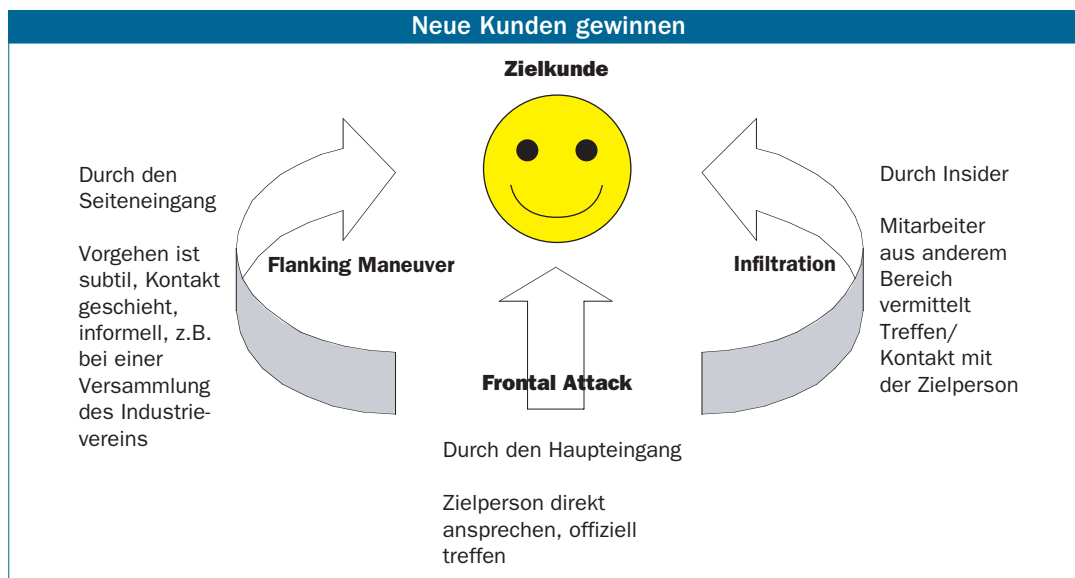 Neue Kunden gewinnen
Zielkunde
Durch den
Seiteneingang
Vorgehen ist
subtil, Kontakt
geschieht,
informell, z.B.
bei einer
Versammlung
des Industrie-
vereins
Flanking Maneuver
Frontal Attack
Durch den Haupteingang
Zielperson direkt
ansprechen, offiziell
treffen
Infiltration
Durch Insider
Mitarbeiter
aus anderem
Bereich
vermittelt
Treffen/
Kontakt mit
der Zielperson